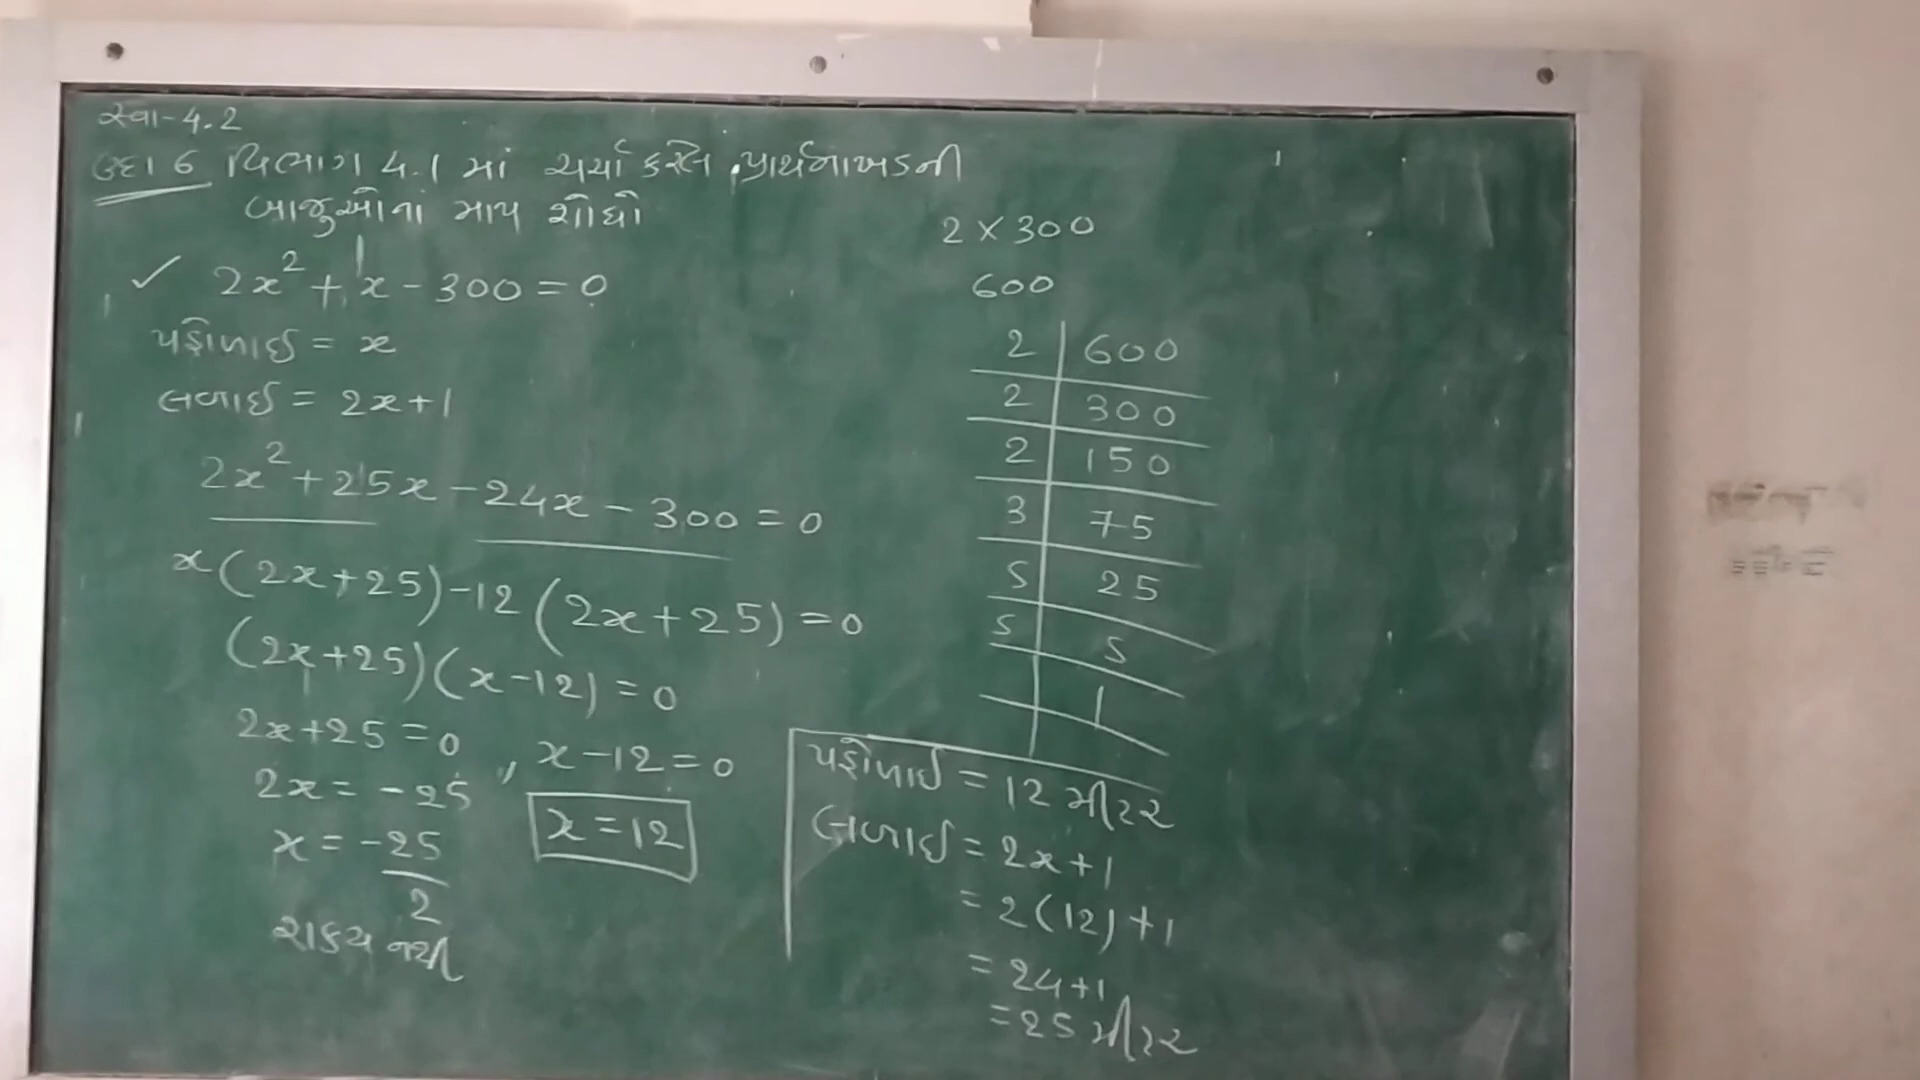 સ્વા-4.2
ઉદા 6 વિભાગ 4.1 માં ચર્ચા કરેલ પ્રાર્થનાખંડની
બાજુઓનાં માપ શોધો
✓ 2x² + x - 300 = 0
પહોળાઈ = x
લંબાઈ = 2x+1
2x² + 25x - 24x - 300 = 0
x(2x+25) -12(2x+25) = 0
(2x+25)(x-12) = 0
2x+25 = 0 , x-12 = 0
2x = -25
x = -25
2
શક્ય નથી
x = 12
2 × 300
600
2 | 600
2 | 300
2 | 150
3 | 75
5 | 25
5 | 5
| 1
પહોળાઈ = 12 મીટર
લંબાઈ = 2x+1
= 2(12)+1
= 24+1
= 25 મીટર